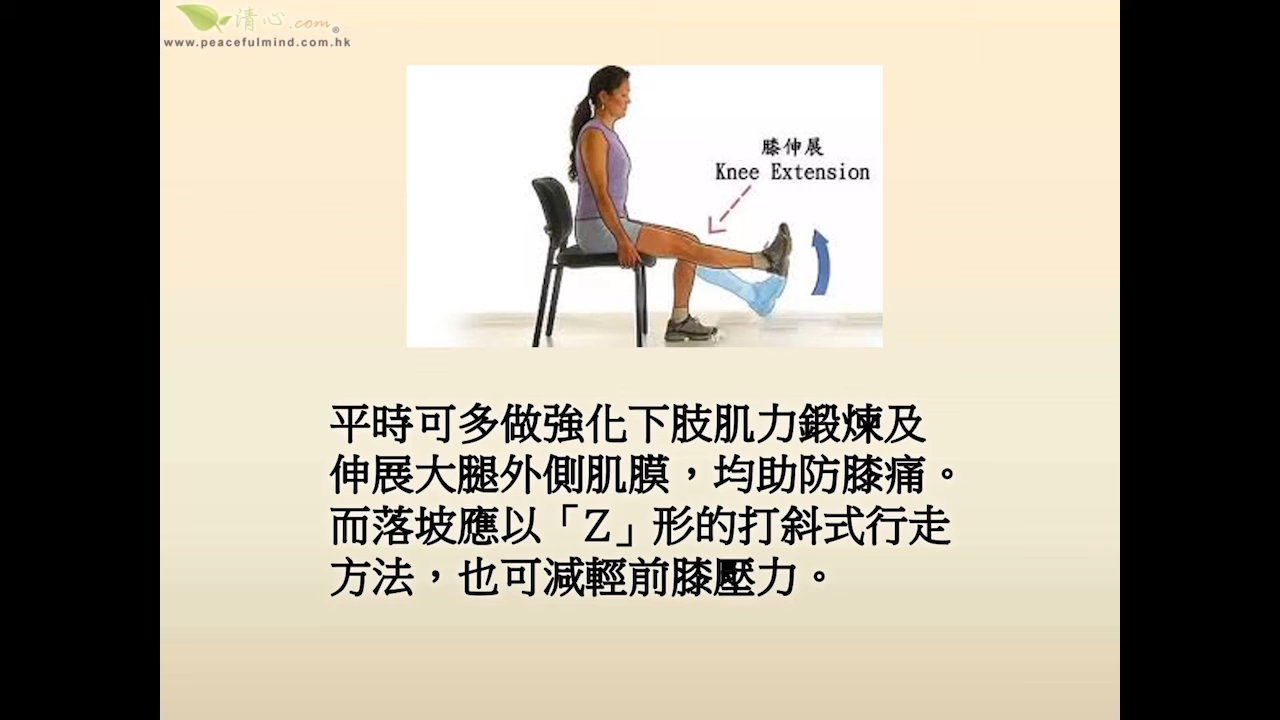 清心.com®
www.peacefulmind.com.hk
膝伸展
Knee Extension
平時可多做強化下肢肌力鍛煉及
伸展大腿外側肌膜，均助防膝痛。
而落坡應以「Z」形的打斜式行走
方法，也可減輕前膝壓力。